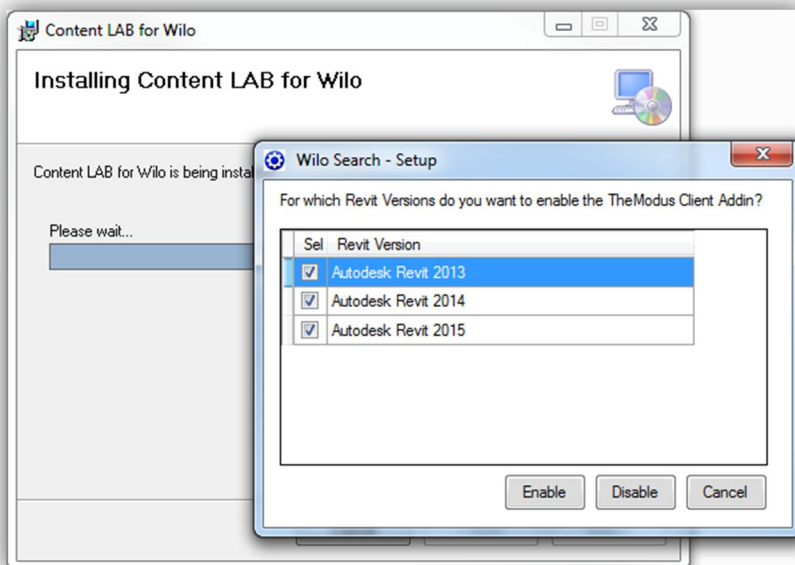 Content LAB for Wilo
Installing Content LAB for Wilo
Content LAB for Wilo is being
Please wait...
Wilo Search - Setup
For which Revit Versions do you want to enable the TheModus Client Addin?
Sel Revit Version
Autodesk Revit 2013
Autodesk Revit 2014
Autodesk Revit 2015
Enable Disable Cancel